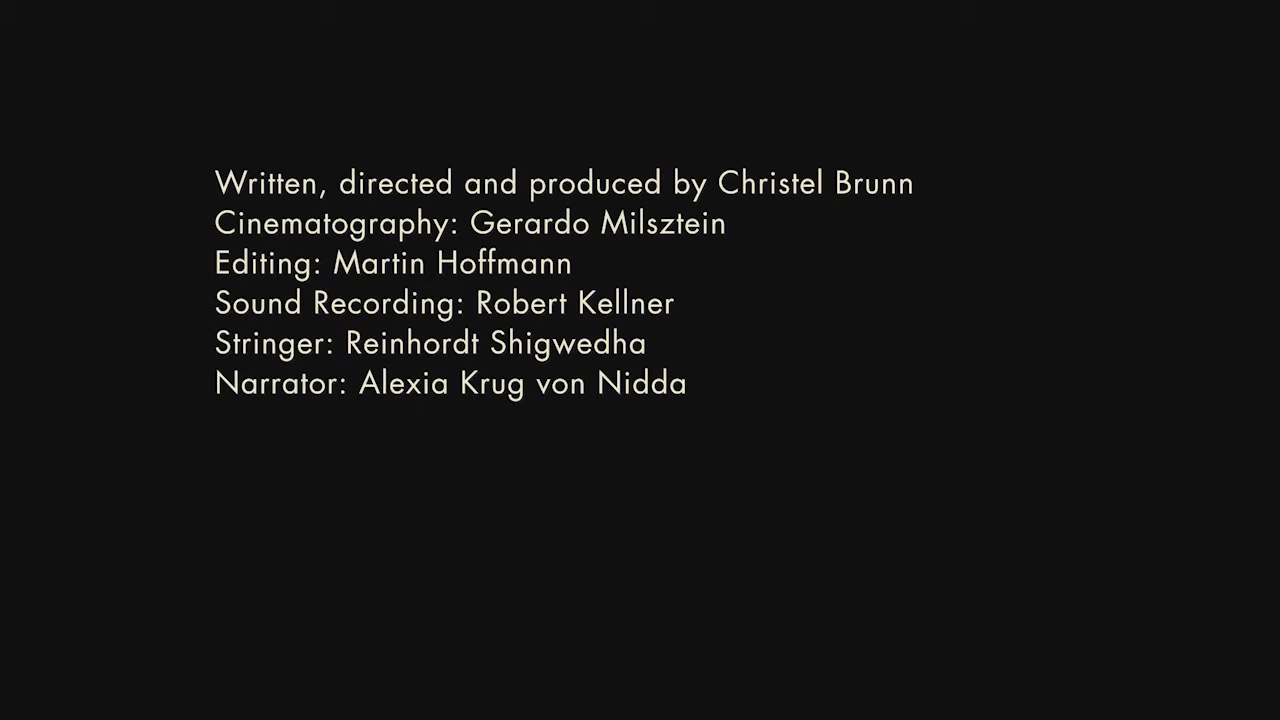 Written, directed and produced by Christel Brunn
Cinematography: Gerardo Milsztein
Editing: Martin Hoffmann
Sound Recording: Robert Kellner
Stringer: Reinhordt Shigwedha
Narrator: Alexia Krug von Nidda